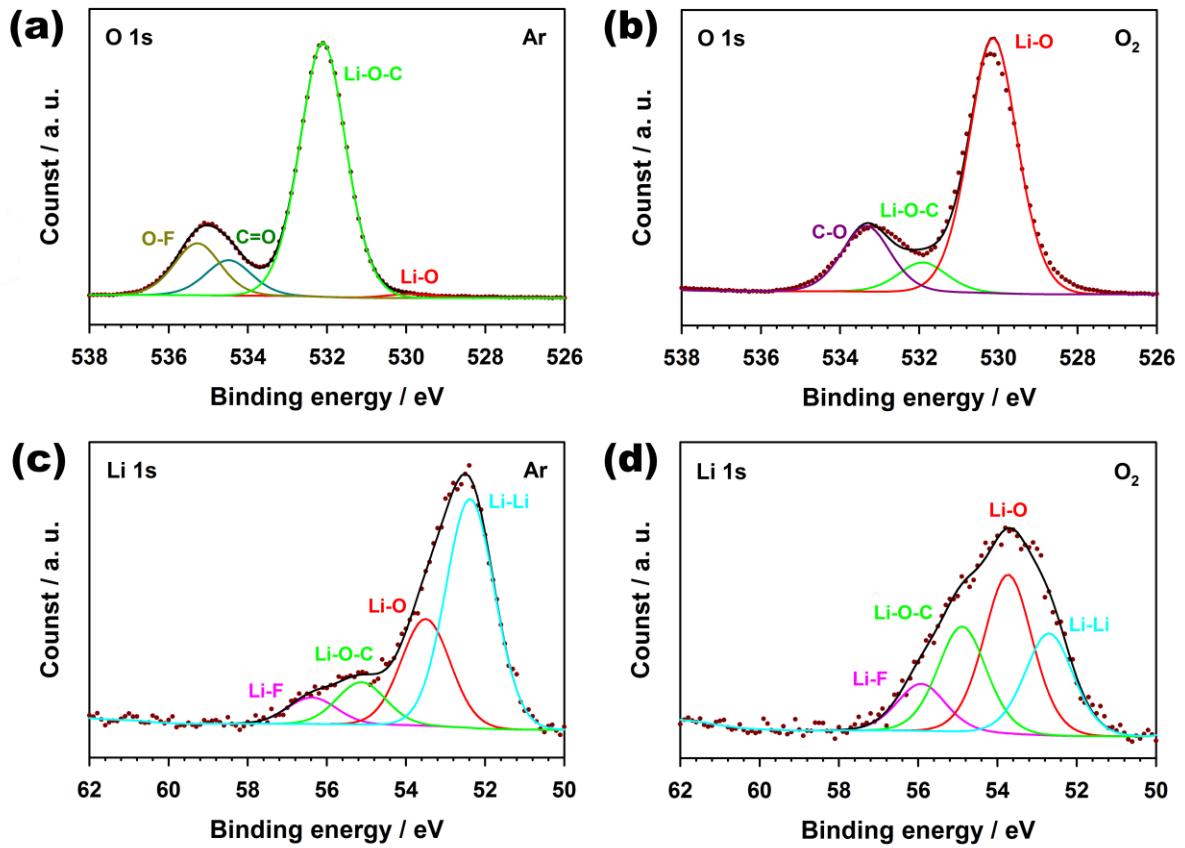 (a)
O 1s
Ar
Li-O-C
O-F
C=O
Li-O
Counst / a. u.
538 536 534 532 530 528 526
Binding energy / eV
(b)
O 1s
O₂
Li-O
Li-O-C
C-O
Counst / a. u.
538 536 534 532 530 528 526
Binding energy / eV
(c)
Li 1s
Ar
Li-Li
Li-O
Li-O-C
Li-F
Counst / a. u.
62 60 58 56 54 52 50
Binding energy / eV
(d)
Li 1s
O₂
Li-O
Li-O-C
Li-Li
Li-F
Counst / a. u.
62 60 58 56 54 52 50
Binding energy / eV